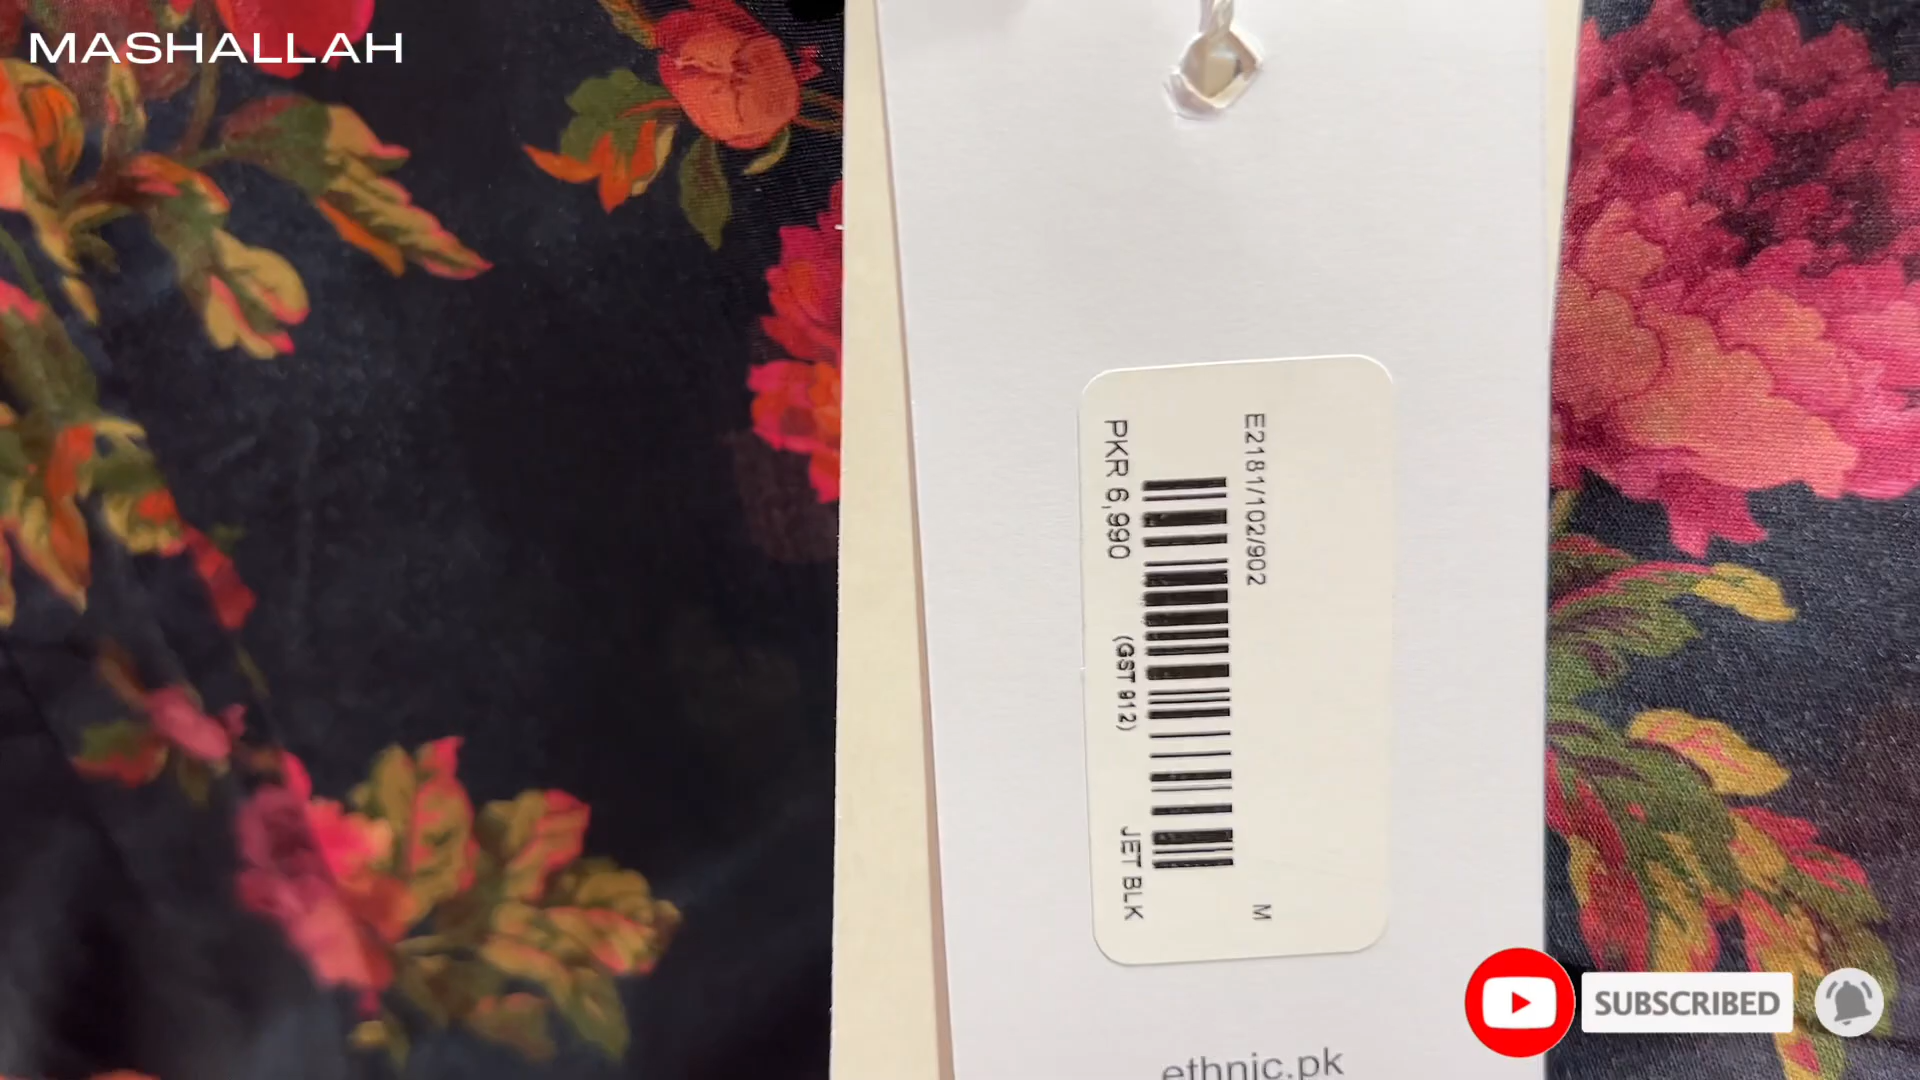 MASHALLAH
E2181/102/902
M
PKR 6,990
(GST 912)
JET BLK
ethnic.pk
SUBSCRIBED